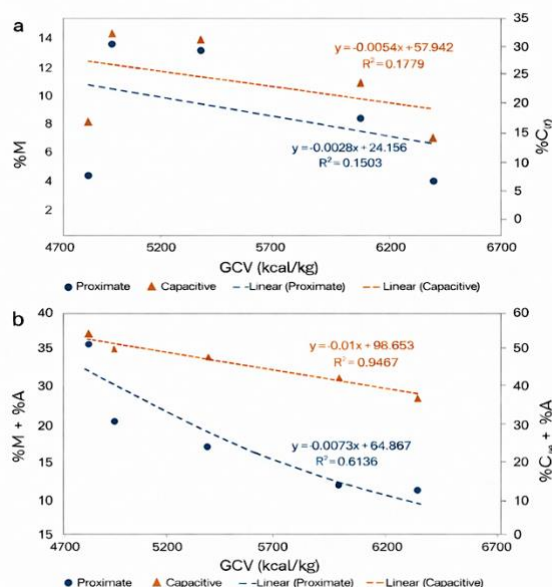 a
14
12
10
8
6
4
2
%M
35
30
25
20
15
10
5
0
y=-0.0054x+57.942
R²=0.1779
y=-0.0028x+24.156
R²=0.1503
4700 5200 5700 6200 6700
GCV (kcal/kg)
Proximate Capacitive Linear (Proximate) Linear (Capacitive)
b
40
35
30
20
15
10
15
%M + %A
60
50
40
30
20
10
0
y=-0.01x+98.653
R²=0.9467
y=-0.0073x+64.867
R²=0.6136
4700 5200 5700 6200 6700
GCV (kcal/kg)
Proximate Capacitive Linear (Proximate) Linear (Capacitive)